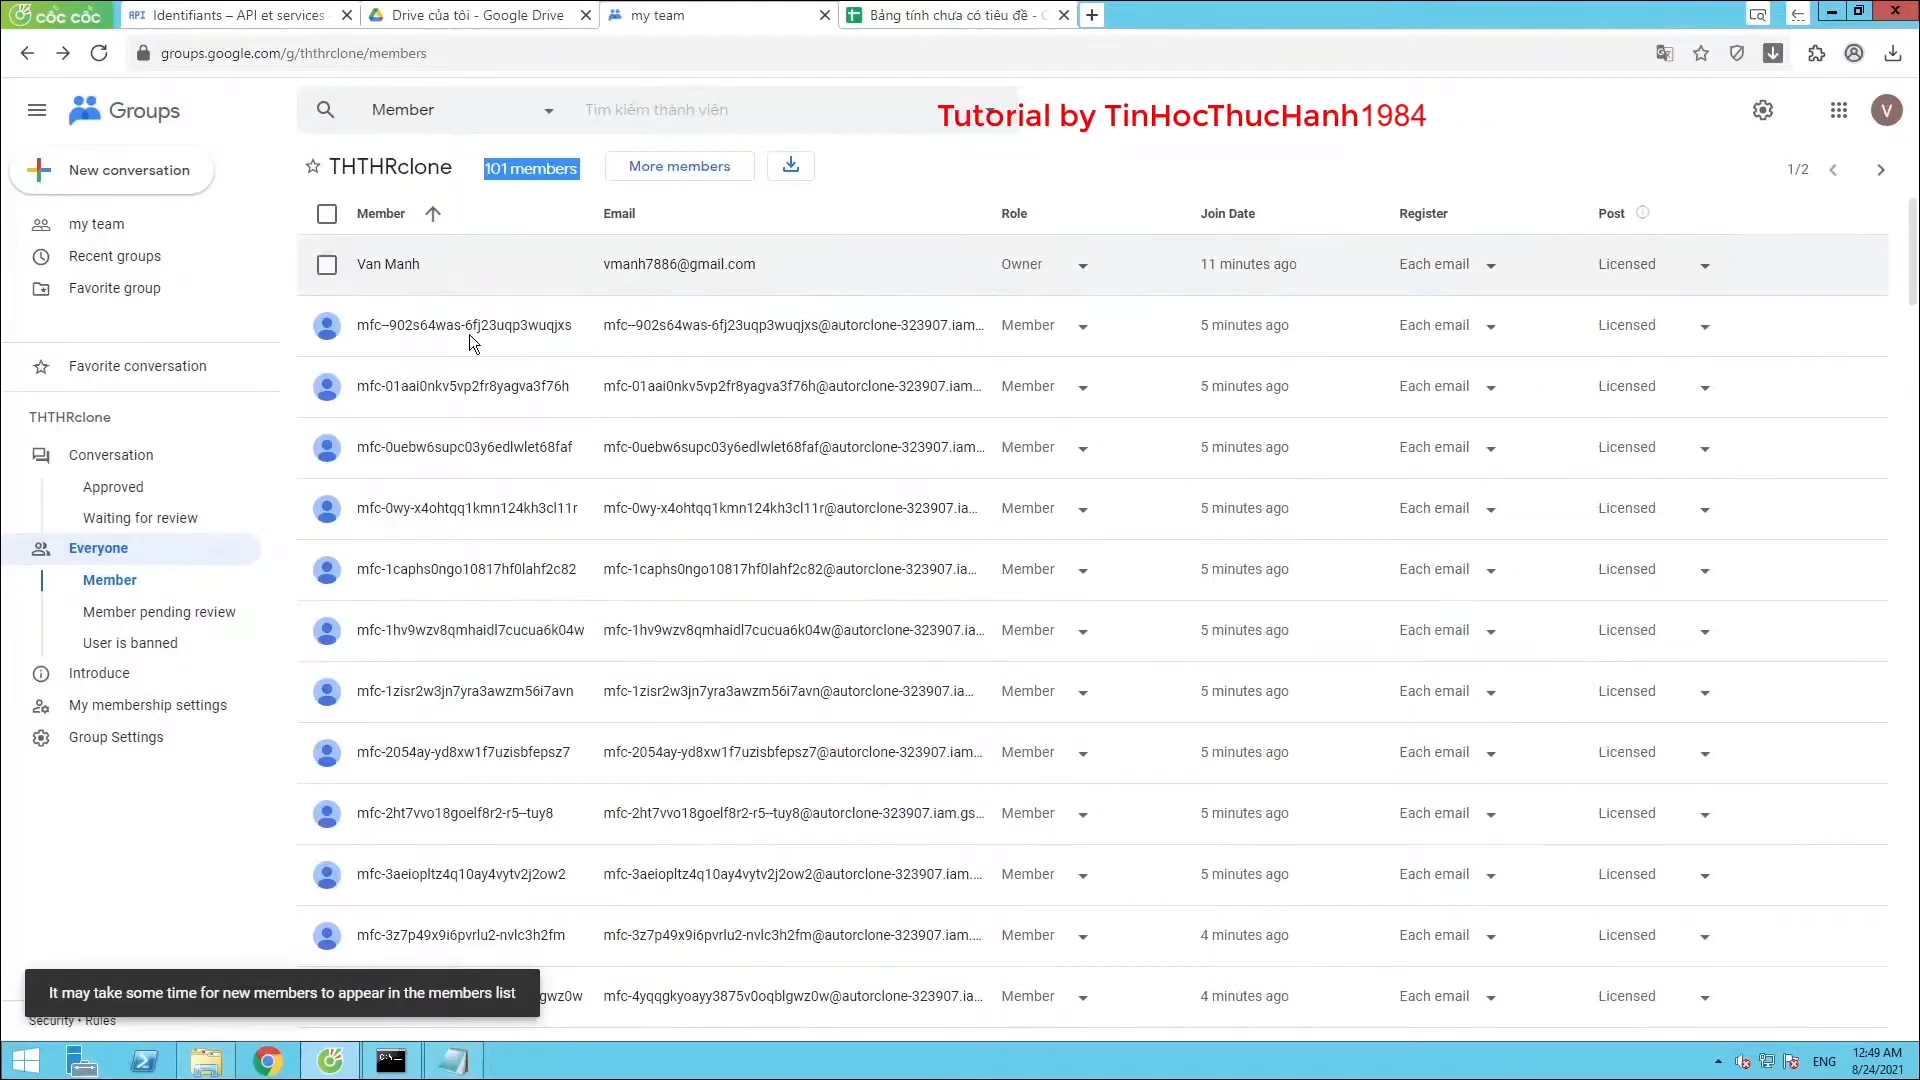 cốc cốc
API Identifiants – API et services
Drive của tôi - Google Drive
my team
Bảng tính chưa có tiêu đề -
groups.google.com/g/ththrclone/members
Groups
Member
Tìm kiếm thành viên
Tutorial by TinHocThucHanh1984
V
New conversation
THTHRclone
101 members
More members
1/2
Member
Email
Role
Join Date
Register
Post
my team
Recent groups
Favorite group
Favorite conversation
THTHRclone
Conversation
Approved
Waiting for review
Everyone
Member
Member pending review
User is banned
Introduce
My membership settings
Group Settings
Van Manh vmanh7886@gmail.com Owner 11 minutes ago Each email Licensed
mfc--902s64was-6fj23uqp3wuqjxs mfc--902s64was-6fj23uqp3wuqjxs@autorclone-323907.iam... Member 5 minutes ago Each email Licensed
mfc-01aai0nkv5vp2fr8yagva3f76h mfc-01aai0nkv5vp2fr8yagva3f76h@autorclone-323907.iam... Member 5 minutes ago Each email Licensed
mfc-0uebw6supc03y6edlwlet68faf mfc-0uebw6supc03y6edlwlet68faf@autorclone-323907.iam... Member 5 minutes ago Each email Licensed
mfc-0wy-x4ohtqq1kmn124kh3cl11r mfc-0wy-x4ohtqq1kmn124kh3cl11r@autorclone-323907.ia... Member 5 minutes ago Each email Licensed
mfc-1caphs0ngo10817hf0lahf2c82 mfc-1caphs0ngo10817hf0lahf2c82@autorclone-323907.ia... Member 5 minutes ago Each email Licensed
mfc-1hv9wzv8qmhaidl7cucua6k04w mfc-1hv9wzv8qmhaidl7cucua6k04w@autorclone-323907.ia... Member 5 minutes ago Each email Licensed
mfc-1zisr2w3jn7yra3awzm56i7avn mfc-1zisr2w3jn7yra3awzm56i7avn@autorclone-323907.ia... Member 5 minutes ago Each email Licensed
mfc-2054ay-yd8xw1f7uzisbfepsz7 mfc-2054ay-yd8xw1f7uzisbfepsz7@autorclone-323907.iam... Member 5 minutes ago Each email Licensed
mfc-2ht7vvo18goelf8r2-r5--tuy8 mfc-2ht7vvo18goelf8r2-r5--tuy8@autorclone-323907.iam.gs... Member 5 minutes ago Each email Licensed
mfc-3aeiopltz4q10ay4vytv2j2ow2 mfc-3aeiopltz4q10ay4vytv2j2ow2@autorclone-323907.iam.... Member 5 minutes ago Each email Licensed
mfc-3z7p49x9i6pvrlu2-nvlc3h2fm mfc-3z7p49x9i6pvrlu2-nvlc3h2fm@autorclone-323907.iam.... Member 4 minutes ago Each email Licensed
gwz0w mfc-4yqqgkyoayy3875v0oqblgwz0w@autorclone-323907.ia... Member 4 minutes ago Each email Licensed
It may take some time for new members to appear in the members list
Security • Rules
ENG
12:49 AM
8/24/2021